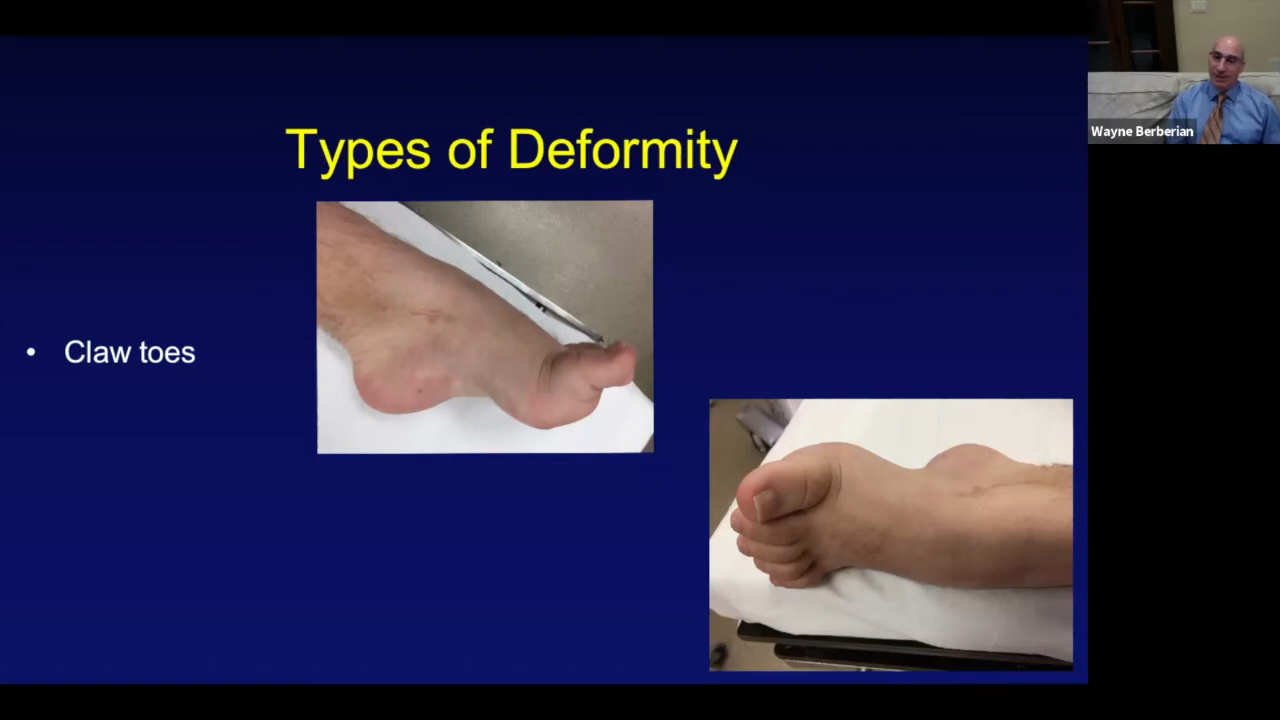 Types of Deformity
• Claw toes
Wayne Berberian